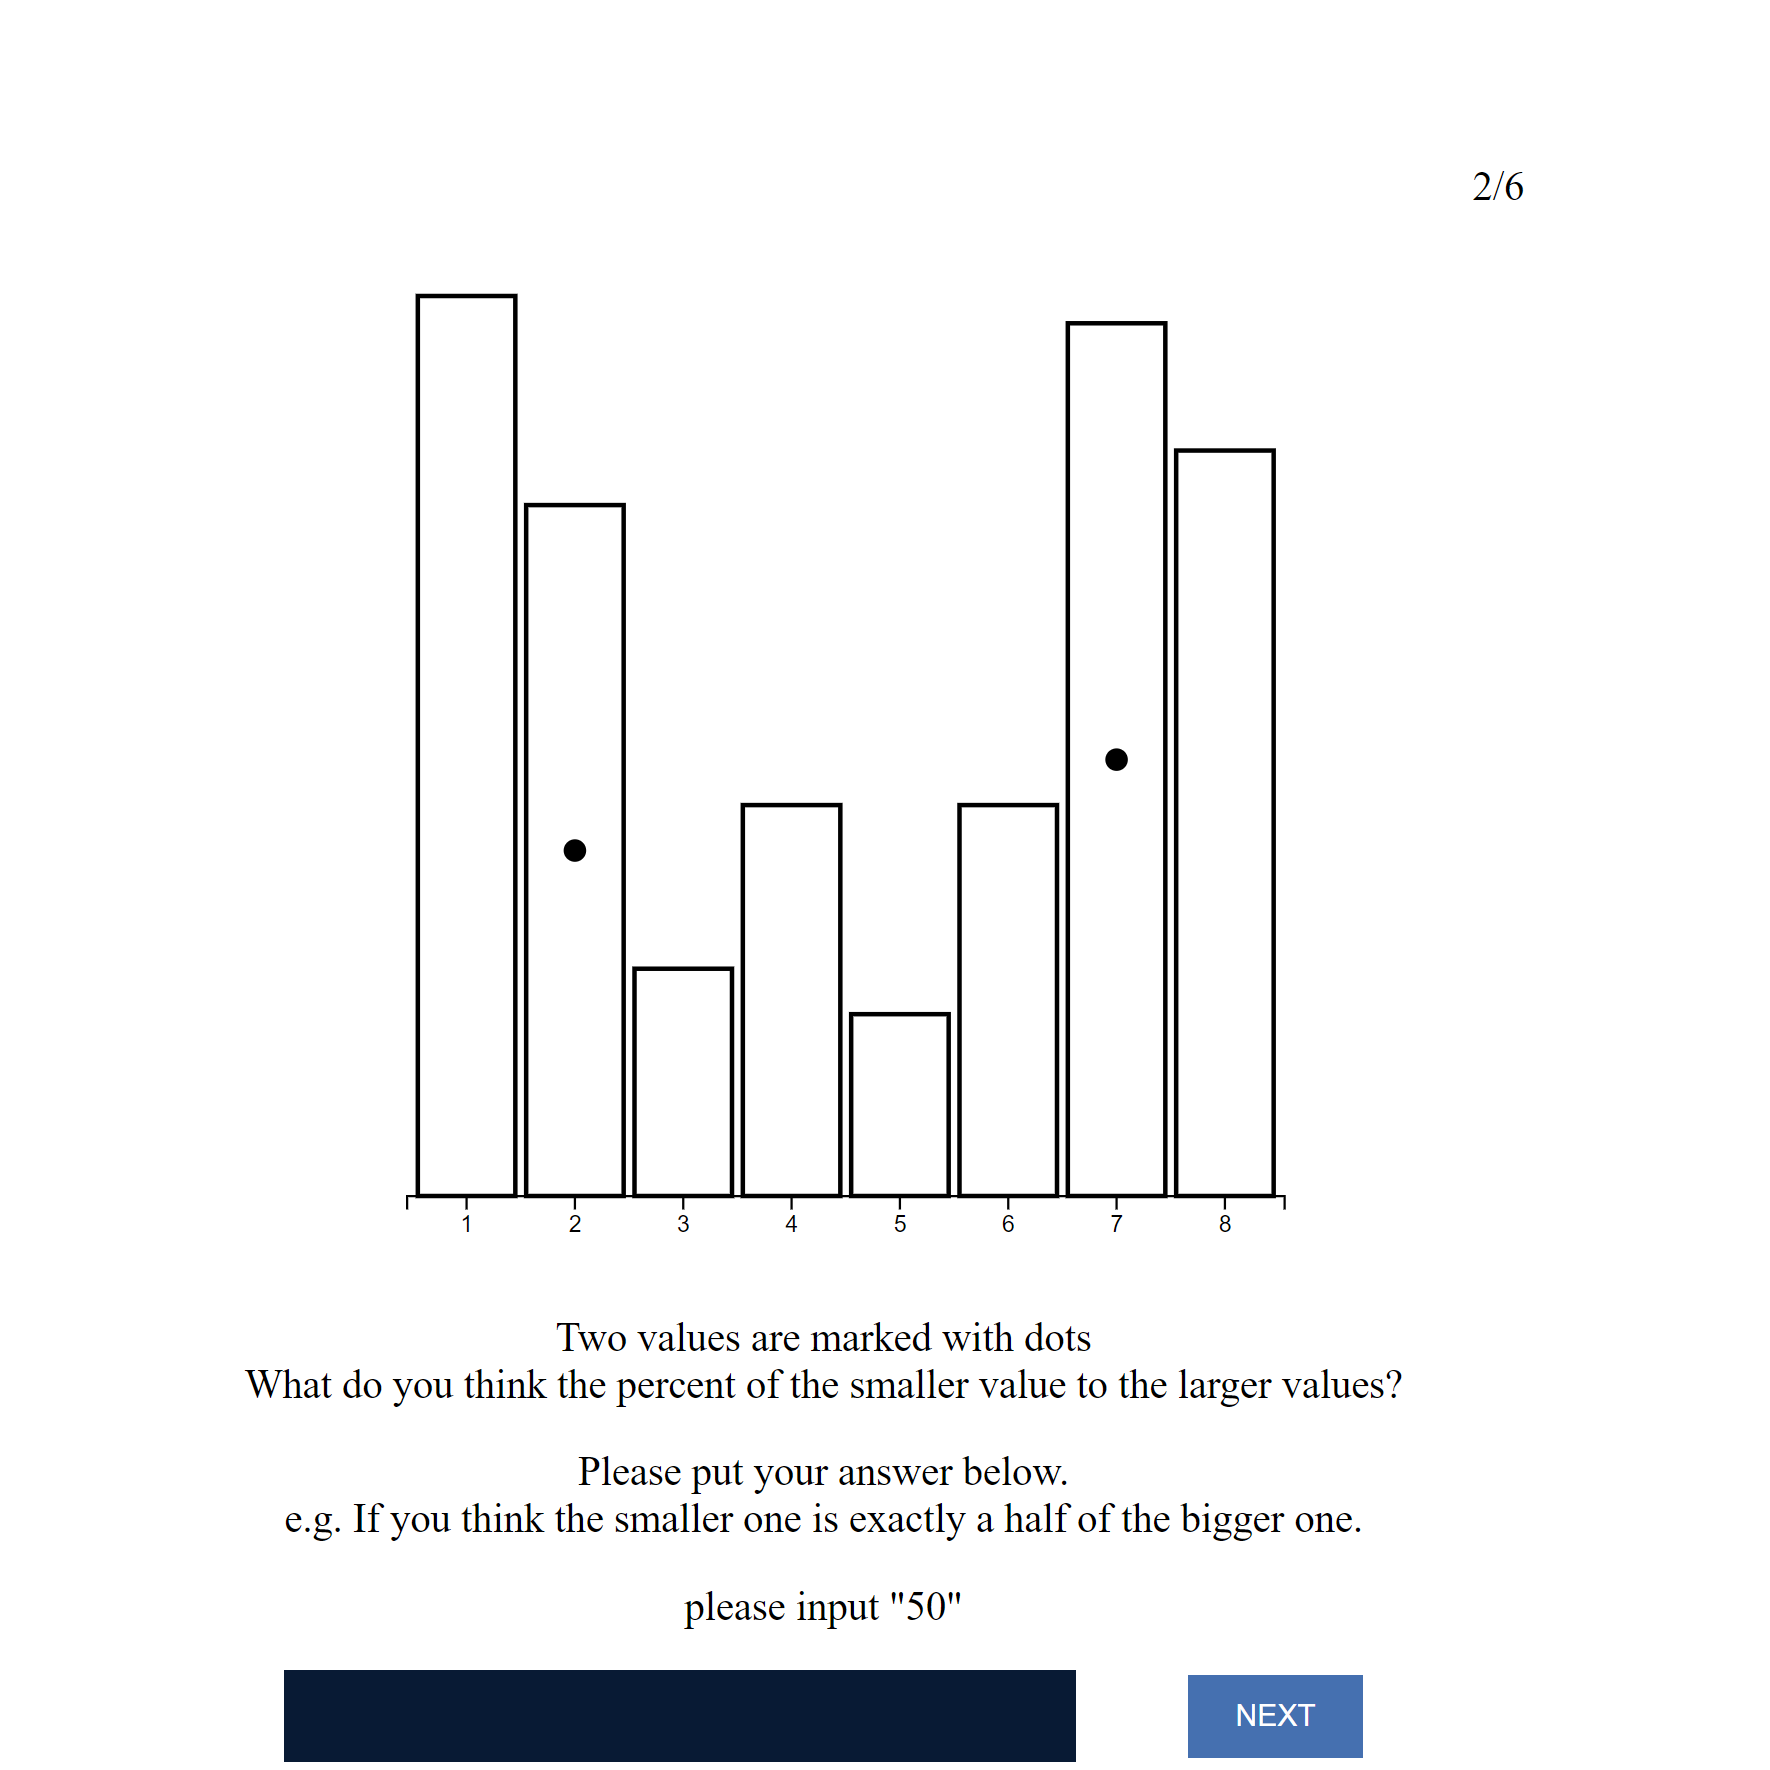 2/6
1 2 3 4 5 6 7 8
Two values are marked with dots
What do you think the percent of the smaller value to the larger values?
Please put your answer below.
e.g. If you think the smaller one is exactly a half of the bigger one.
please input "50"
NEXT